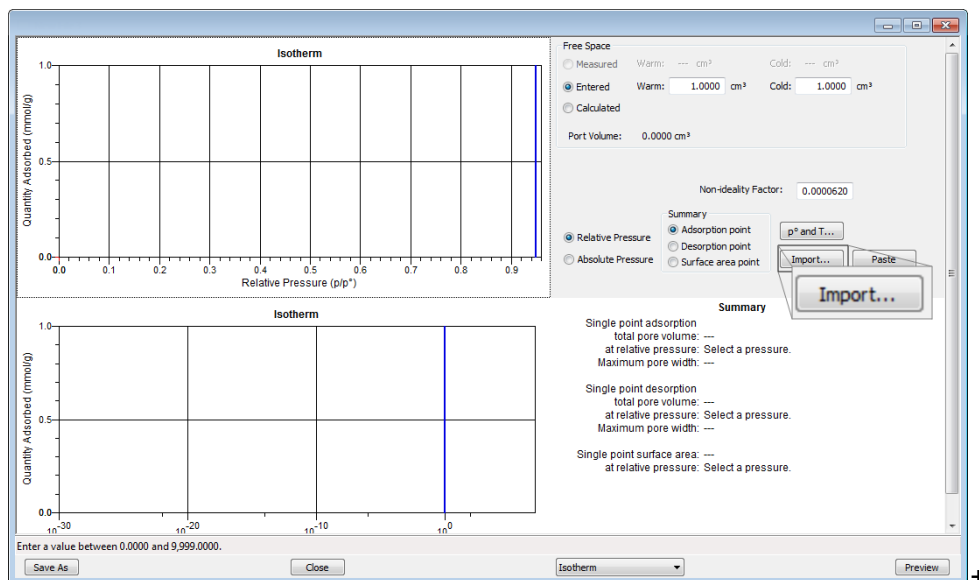 Isotherm
1.0
0.5
0.0
Quantity Adsorbed (mmol/g)
0.0 0.1 0.2 0.3 0.4 0.5 0.6 0.7 0.8 0.9
Relative Pressure (p/p°)
Free Space
Measured Warm: --- cm³ Cold: --- cm³
Entered Warm: 1.0000 cm³ Cold: 1.0000 cm³
Calculated
Port Volume: 0.0000 cm³
Non-ideality Factor: 0.0000620
Relative Pressure
Absolute Pressure
Summary
Adsorption point
Desorption point
Surface area point
p° and T...
Import... Paste
Import...
Isotherm
1.0
0.5
0.0
Quantity Adsorbed (mmol/g)
10-30 10-20 10-10 100
Summary
Single point adsorption
total pore volume: ---
at relative pressure: Select a pressure.
Maximum pore width: ---
Single point desorption
total pore volume: ---
at relative pressure: Select a pressure.
Maximum pore width: ---
Single point surface area: ---
at relative pressure: Select a pressure.
Enter a value between 0.0000 and 9,999.0000.
Save As Close Isotherm Preview